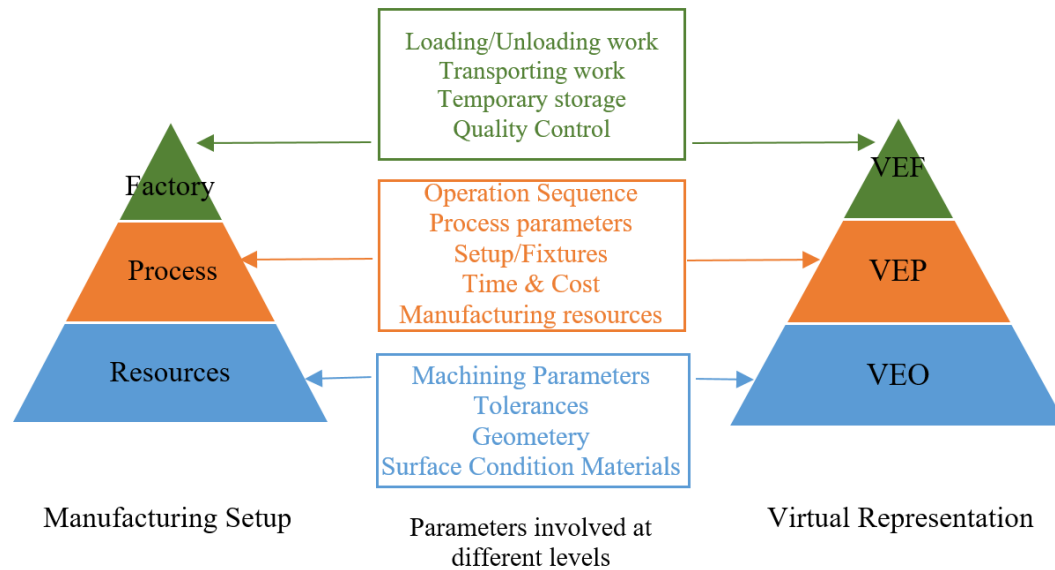 Loading/Unloading work
Transporting work
Temporary storage
Quality Control
Factory
VEF
Operation Sequence
Process parameters
Setup/Fixtures
Time & Cost
Manufacturing resources
Process
VEP
Machining Parameters
Tolerances
Geometery
Surface Condition Materials
Resources
VEO
Manufacturing Setup
Parameters involved at
different levels
Virtual Representation